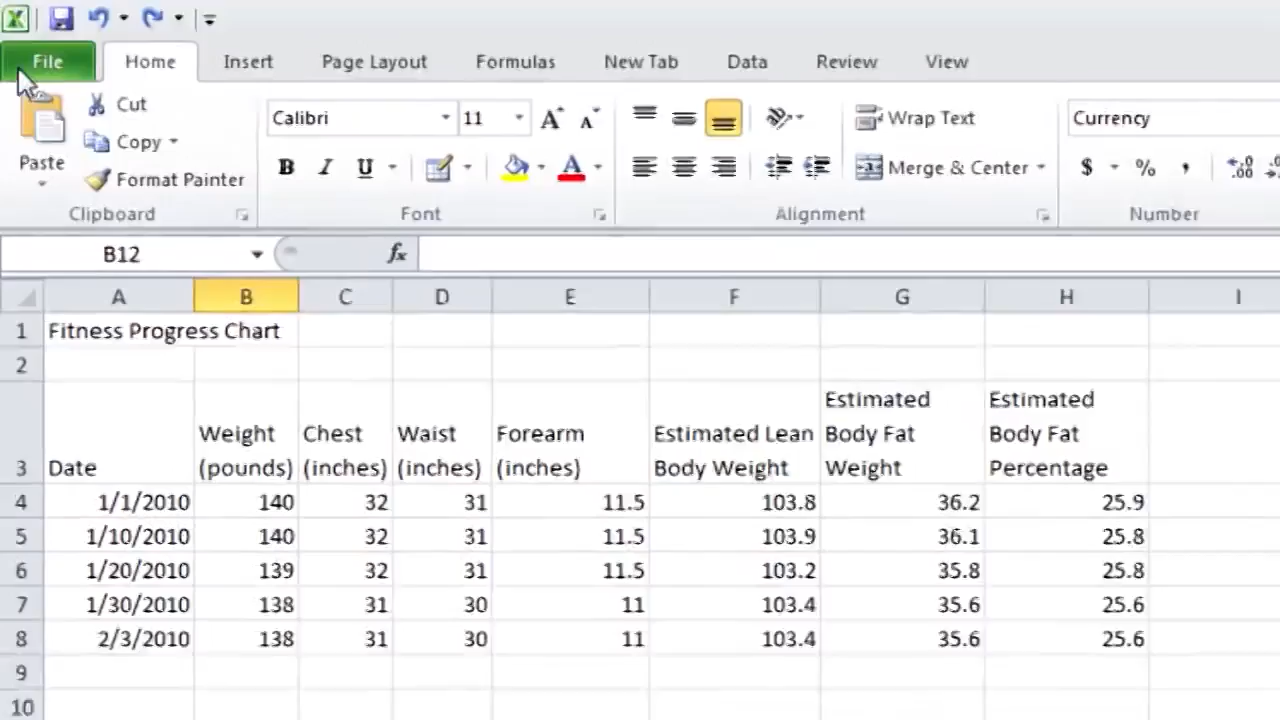 File Home Insert Page Layout Formulas New Tab Data Review View
Cut
Copy
Paste
Format Painter
Clipboard
Calibri 11
B I U
Font
Wrap Text
Merge & Center
Alignment
Currency
$ % ,
Number
B12 fx
A B C D E F G H I
1 Fitness Progress Chart
2
3 Date Weight (pounds) Chest (inches) Waist (inches) Forearm (inches) Estimated Lean Body Weight Estimated Body Fat Weight Estimated Body Fat Percentage
4 1/1/2010 140 32 31 11.5 103.8 36.2 25.9
5 1/10/2010 140 32 31 11.5 103.9 36.1 25.8
6 1/20/2010 139 32 31 11.5 103.2 35.8 25.8
7 1/30/2010 138 31 30 11 103.4 35.6 25.6
8 2/3/2010 138 31 30 11 103.4 35.6 25.6
9
10